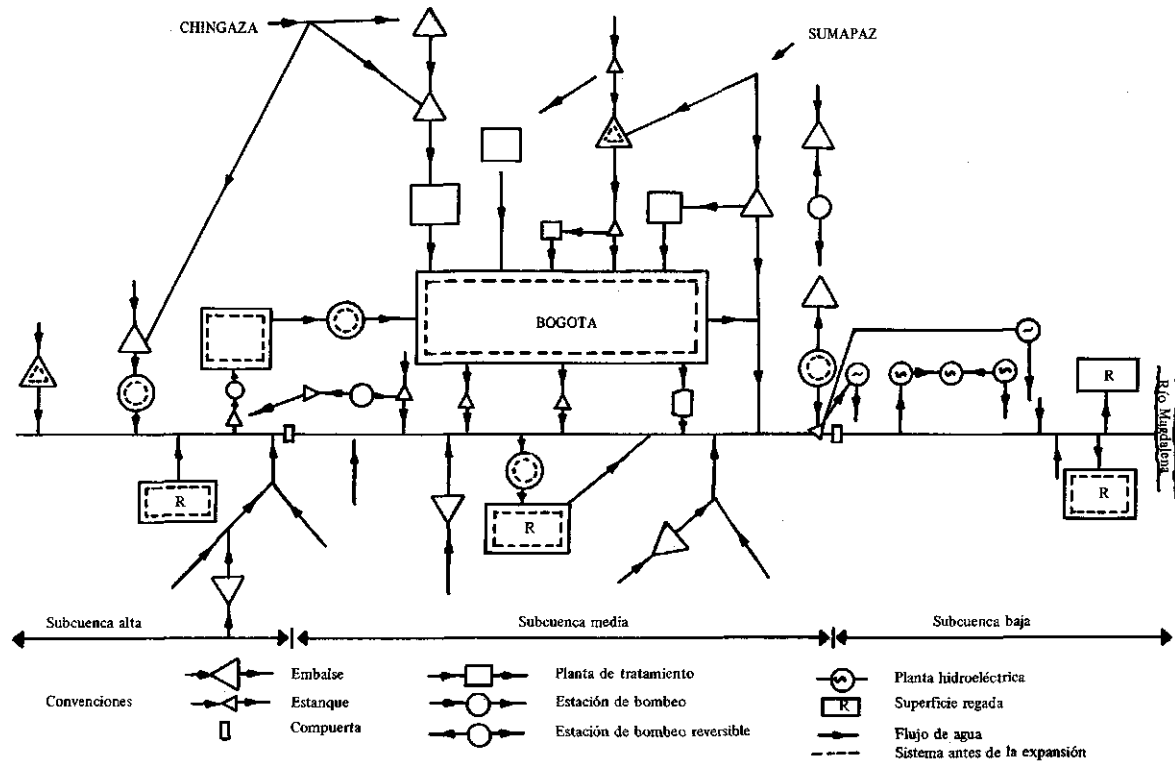 CHINGAZA
SUMAPAZ
BOGOTA
R
Río Magdalena
R
R
R
Subcuenca alta
Subcuenca media
Subcuenca baja
Convenciones
Embalse
Estanque
Compuerta
Planta de tratamiento
Estación de bombeo
Estación de bombeo reversible
Planta hidroeléctrica
R
Superficie regada
Flujo de agua
Sistema antes de la expansión